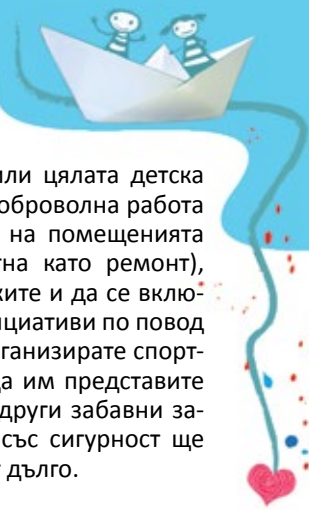 или цялата детска
оброволна работа
на помещенията
тна като ремонт),
ките и да се вклю-
циативи по повод
ганизирате спорт-
да им представите
други забавни за-
със сигурност ще
дълго.